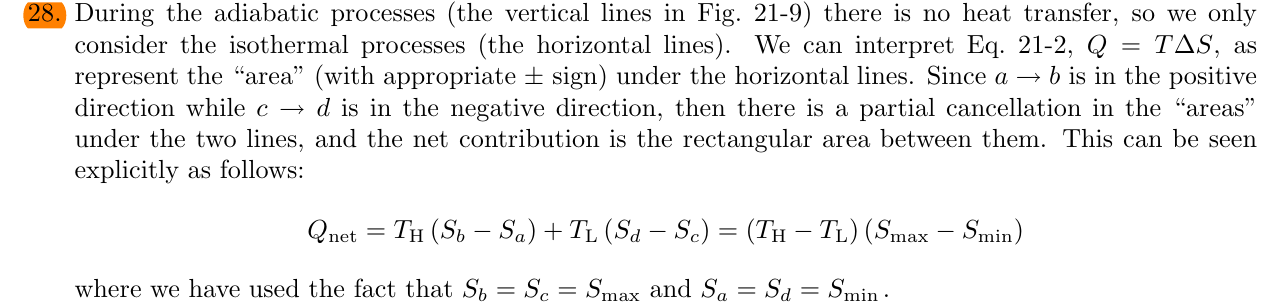 28. During the adiabatic processes (the vertical lines in Fig. 21-9) there is no heat transfer, so we only
consider the isothermal processes (the horizontal lines). We can interpret Eq. 21-2, Q = TΔS, as
represent the “area” (with appropriate ± sign) under the horizontal lines. Since a → b is in the positive
direction while c → d is in the negative direction, then there is a partial cancellation in the “areas”
under the two lines, and the net contribution is the rectangular area between them. This can be seen
explicitly as follows:
Q_net = T_H (S_b − S_a) + T_L (S_d − S_c) = (T_H − T_L) (S_max − S_min)
where we have used the fact that S_b = S_c = S_max and S_a = S_d = S_min.